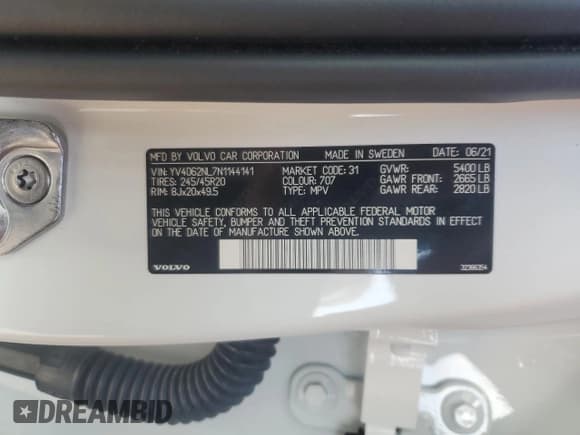 MFD. BY VOLVO CAR CORPORATION MADE IN SWEDEN DATE: 06/21
VIN: YV4062NL7N1144141 MARKET CODE: 31 GVWR: 5400 LB
TIRES: 245/45R20 COLOUR: 707 GAWR FRONT: 2665 LB
RIM: 8Jx20x49.5 TYPE: MPV GAWR REAR: 2820 LB
THIS VEHICLE CONFORMS TO ALL APPLICABLE FEDERAL MOTOR
VEHICLE SAFETY, BUMPER AND THEFT PREVENTION STANDARDS IN EFFECT ON
THE DATE OF MANUFACTURE SHOWN ABOVE.
VOLVO 32366354
DREAMBID